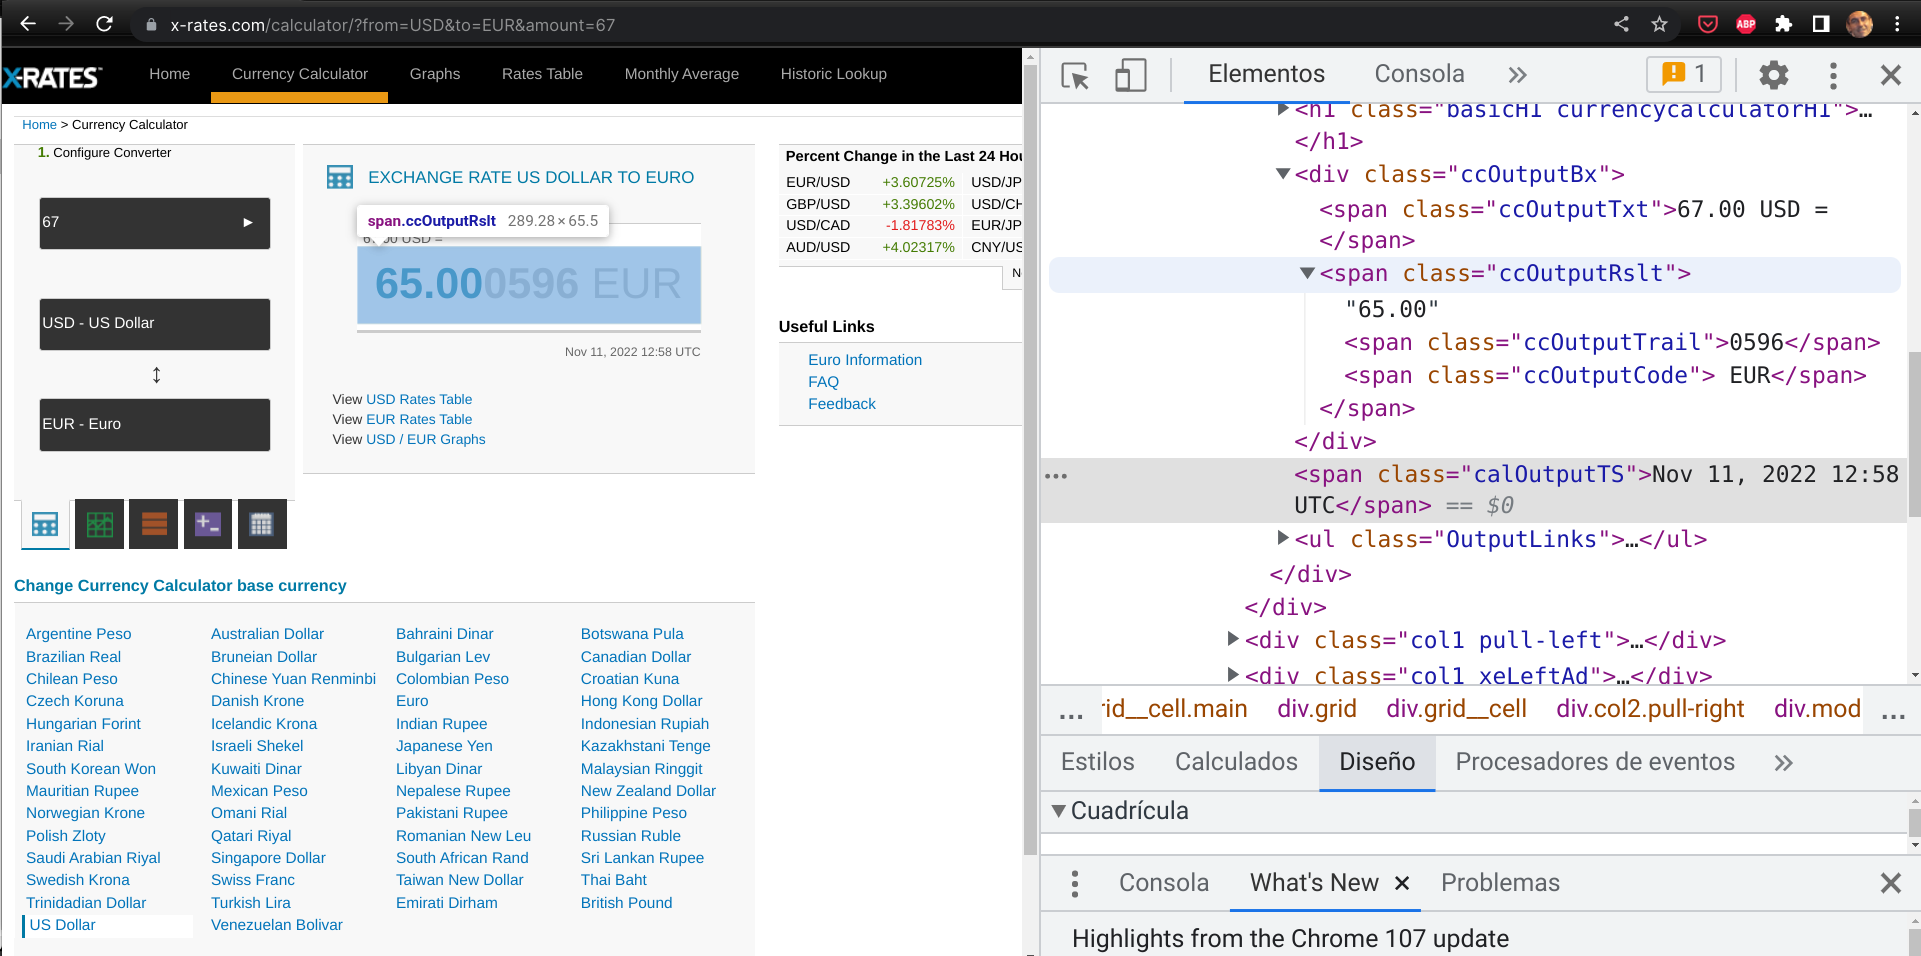 x-rates.com/calculator/?from=USD&to=EUR&amount=67
ABP
X-RATES
Home
Currency Calculator
Graphs
Rates Table
Monthly Average
Historic Lookup
Home > Currency Calculator
1. Configure Converter
67
USD - US Dollar
EUR - Euro
EXCHANGE RATE US DOLLAR TO EURO
span.ccOutputRslt 289.28 × 65.5
67.00 USD =
65.000596 EUR
Nov 11, 2022 12:58 UTC
View USD Rates Table
View EUR Rates Table
View USD / EUR Graphs
Percent Change in the Last 24 Hou
EUR/USD +3.60725% USD/JP
GBP/USD +3.39602% USD/CH
USD/CAD -1.81783% EUR/JP
AUD/USD +4.02317% CNY/US
N
Useful Links
Euro Information
FAQ
Feedback
Change Currency Calculator base currency
Argentine Peso Australian Dollar Bahraini Dinar Botswana Pula
Brazilian Real Bruneian Dollar Bulgarian Lev Canadian Dollar
Chilean Peso Chinese Yuan Renminbi Colombian Peso Croatian Kuna
Czech Koruna Danish Krone Euro Hong Kong Dollar
Hungarian Forint Icelandic Krona Indian Rupee Indonesian Rupiah
Iranian Rial Israeli Shekel Japanese Yen Kazakhstani Tenge
South Korean Won Kuwaiti Dinar Libyan Dinar Malaysian Ringgit
Mauritian Rupee Mexican Peso Nepalese Rupee New Zealand Dollar
Norwegian Krone Omani Rial Pakistani Rupee Philippine Peso
Polish Zloty Qatari Riyal Romanian New Leu Russian Ruble
Saudi Arabian Riyal Singapore Dollar South African Rand Sri Lankan Rupee
Swedish Krona Swiss Franc Taiwan New Dollar Thai Baht
Trinidadian Dollar Turkish Lira Emirati Dirham British Pound
US Dollar Venezuelan Bolivar
Elementos Consola » 1
<h1 class="basicH1 currencycalculatorH1">…
</h1>
<div class="ccOutputBx">
<span class="ccOutputTxt">67.00 USD =
</span>
<span class="ccOutputRslt">
"65.00"
<span class="ccOutputTrail">0596</span>
<span class="ccOutputCode"> EUR</span>
</span>
</div>
<span class="calOutputTS">Nov 11, 2022 12:58
UTC</span> == $0
<ul class="OutputLinks">…</ul>
</div>
</div>
<div class="col1 pull-left">…</div>
<div class="col1 xeLeftAd">…</div>
… rid__cell.main div.grid div.grid__cell div.col2.pull-right div.mod …
Estilos Calculados Diseño Procesadores de eventos »
Cuadrícula
Consola What's New Problemas
Highlights from the Chrome 107 update